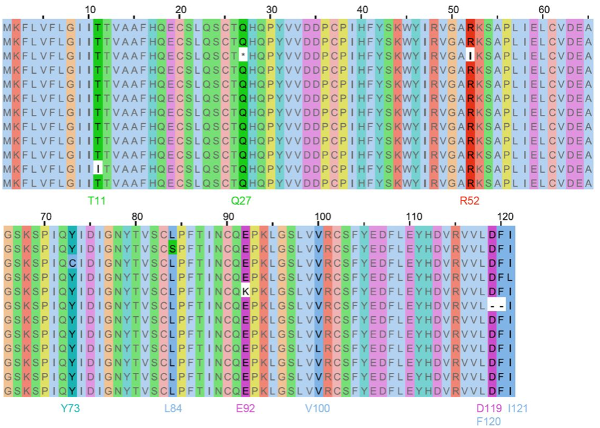 10 20 30 40 50 60
MKFLVFLGIITTVAAFHQECSLQSCTQHQPYVVDDPCPIHFYSKWYIRVGARKSAPLIELCVDEA
MKFLVFLGIITTVAAFHQECSLQSCTQHQPYVVDDPCPIHFYSKWYIRVGARKSAPLIELCVDEA
MKFLVFLGIITTVAAFHQECSLQSCT*HQPYVVDDPCPIHFYSKWYIRVGAIKSAPLIELCVDEA
MKFLVFLGIITTVAAFHQECSLQSCTQHQPYVVDDPCPIHFYSKWYIRVGARKSAPLIELCVDEA
MKFLVFLGIITTVAAFHQECSLQSCTQHQPYVVDDPCPIHFYSKWYIRVGARKSAPLIELCVDEA
MKFLVFLGIITTVAAFHQECSLQSCTQHQPYVVDDPCPIHFYSKWYIRVGARKSAPLIELCVDEA
MKFLVFLGIITTVAAFHQECSLQSCTQHQPYVVDDPCPIHFYSKWYIRVGARKSAPLIELCVDEA
MKFLVFLGIITTVAAFHQECSLQSCTQHQPYVVDDPCPIHFYSKWYIRVGARKSAPLIELCVDEA
MKFLVFLGIITTVAAFHQECSLQSCTQHQPYVVDDPCPIHFYSKWYIRVGARKSAPLIELCVDEA
MKFLVFLGIITTVAAFHQECSLQSCTQHQPYVVDDPCPIHFYSKWYIRVGARKSAPLIELCVDEA
MKFLVFLGIIITVAAFHQECSLQSCTQHQPYVVDDPCPIHFYSKWYIRVGARKSAPLIELCVDEA
MKFLVFLGIITTVAAFHQECSLQSCTQHQPYVVDDPCPIHFYSKWYIRVGARKSAPLIELCVDEA
T11 Q27 R52
70 80 90 100 110 120
GSKSPIQYIDIGNYTVSCLPFTINCQEPKLGSLVVRCSFYEDFLEYHDVRVVLDFI
GSKSPIQYIDIGNYTVSCSPFTINCQEPKLGSLVVRCSFYEDFLEYHDVRVVLDFI
GSKSPIQCIDIGNYTVSCLPFTINCQEPKLGSLVVRCSFYEDFLEYHDVRVVLDFI
GSKSPIQYIDIGNYTVSCLPFTINCQEPKLGSLVVRCSFYEDFLEYHDVRVVLDFL
GSKSPIQYIDIGNYTVSCLPFTINCQKPKLGSLVVRCSFYEDFLEYHDVRVVLDFI
GSKSPIQYIDIGNYTVSCLPFTINCQEPKLGSLVVRCSFYEDFLEYHDVRVVL--I
GSKSPIQYIDIGNYTVSCLPFTINCQEPKLGSLVVRCSFYEDFLEYHDVRVVLDFI
GSKSPIQYIDIGNYTVSCLPFTINCQEPKLGSLVVRCSFYEDFLEYHDVRVVLDFI
GSKSPIQYIDIGNYTVSCLPFTINCQEPKLGSLVLRCSFYEDFLEYHDVRVVLDFI
GSKSPIQYIDIGNYTVSCLPFTINCQEPKLGSLVVRCSFYEDFLEYHDVRVVLDFI
GSKSPIQYIDIGNYTVSCLPFTINCQEPKLGSLVVRCSFYEDFLEYHDVRVVLDFI
GSKSPIQYIDIGNYTVSCLPFTINCQEPKLGSLVVRCSFYEDFLEYHDVRVVLDFI
Y73 L84 E92 V100 D119 I121
F120